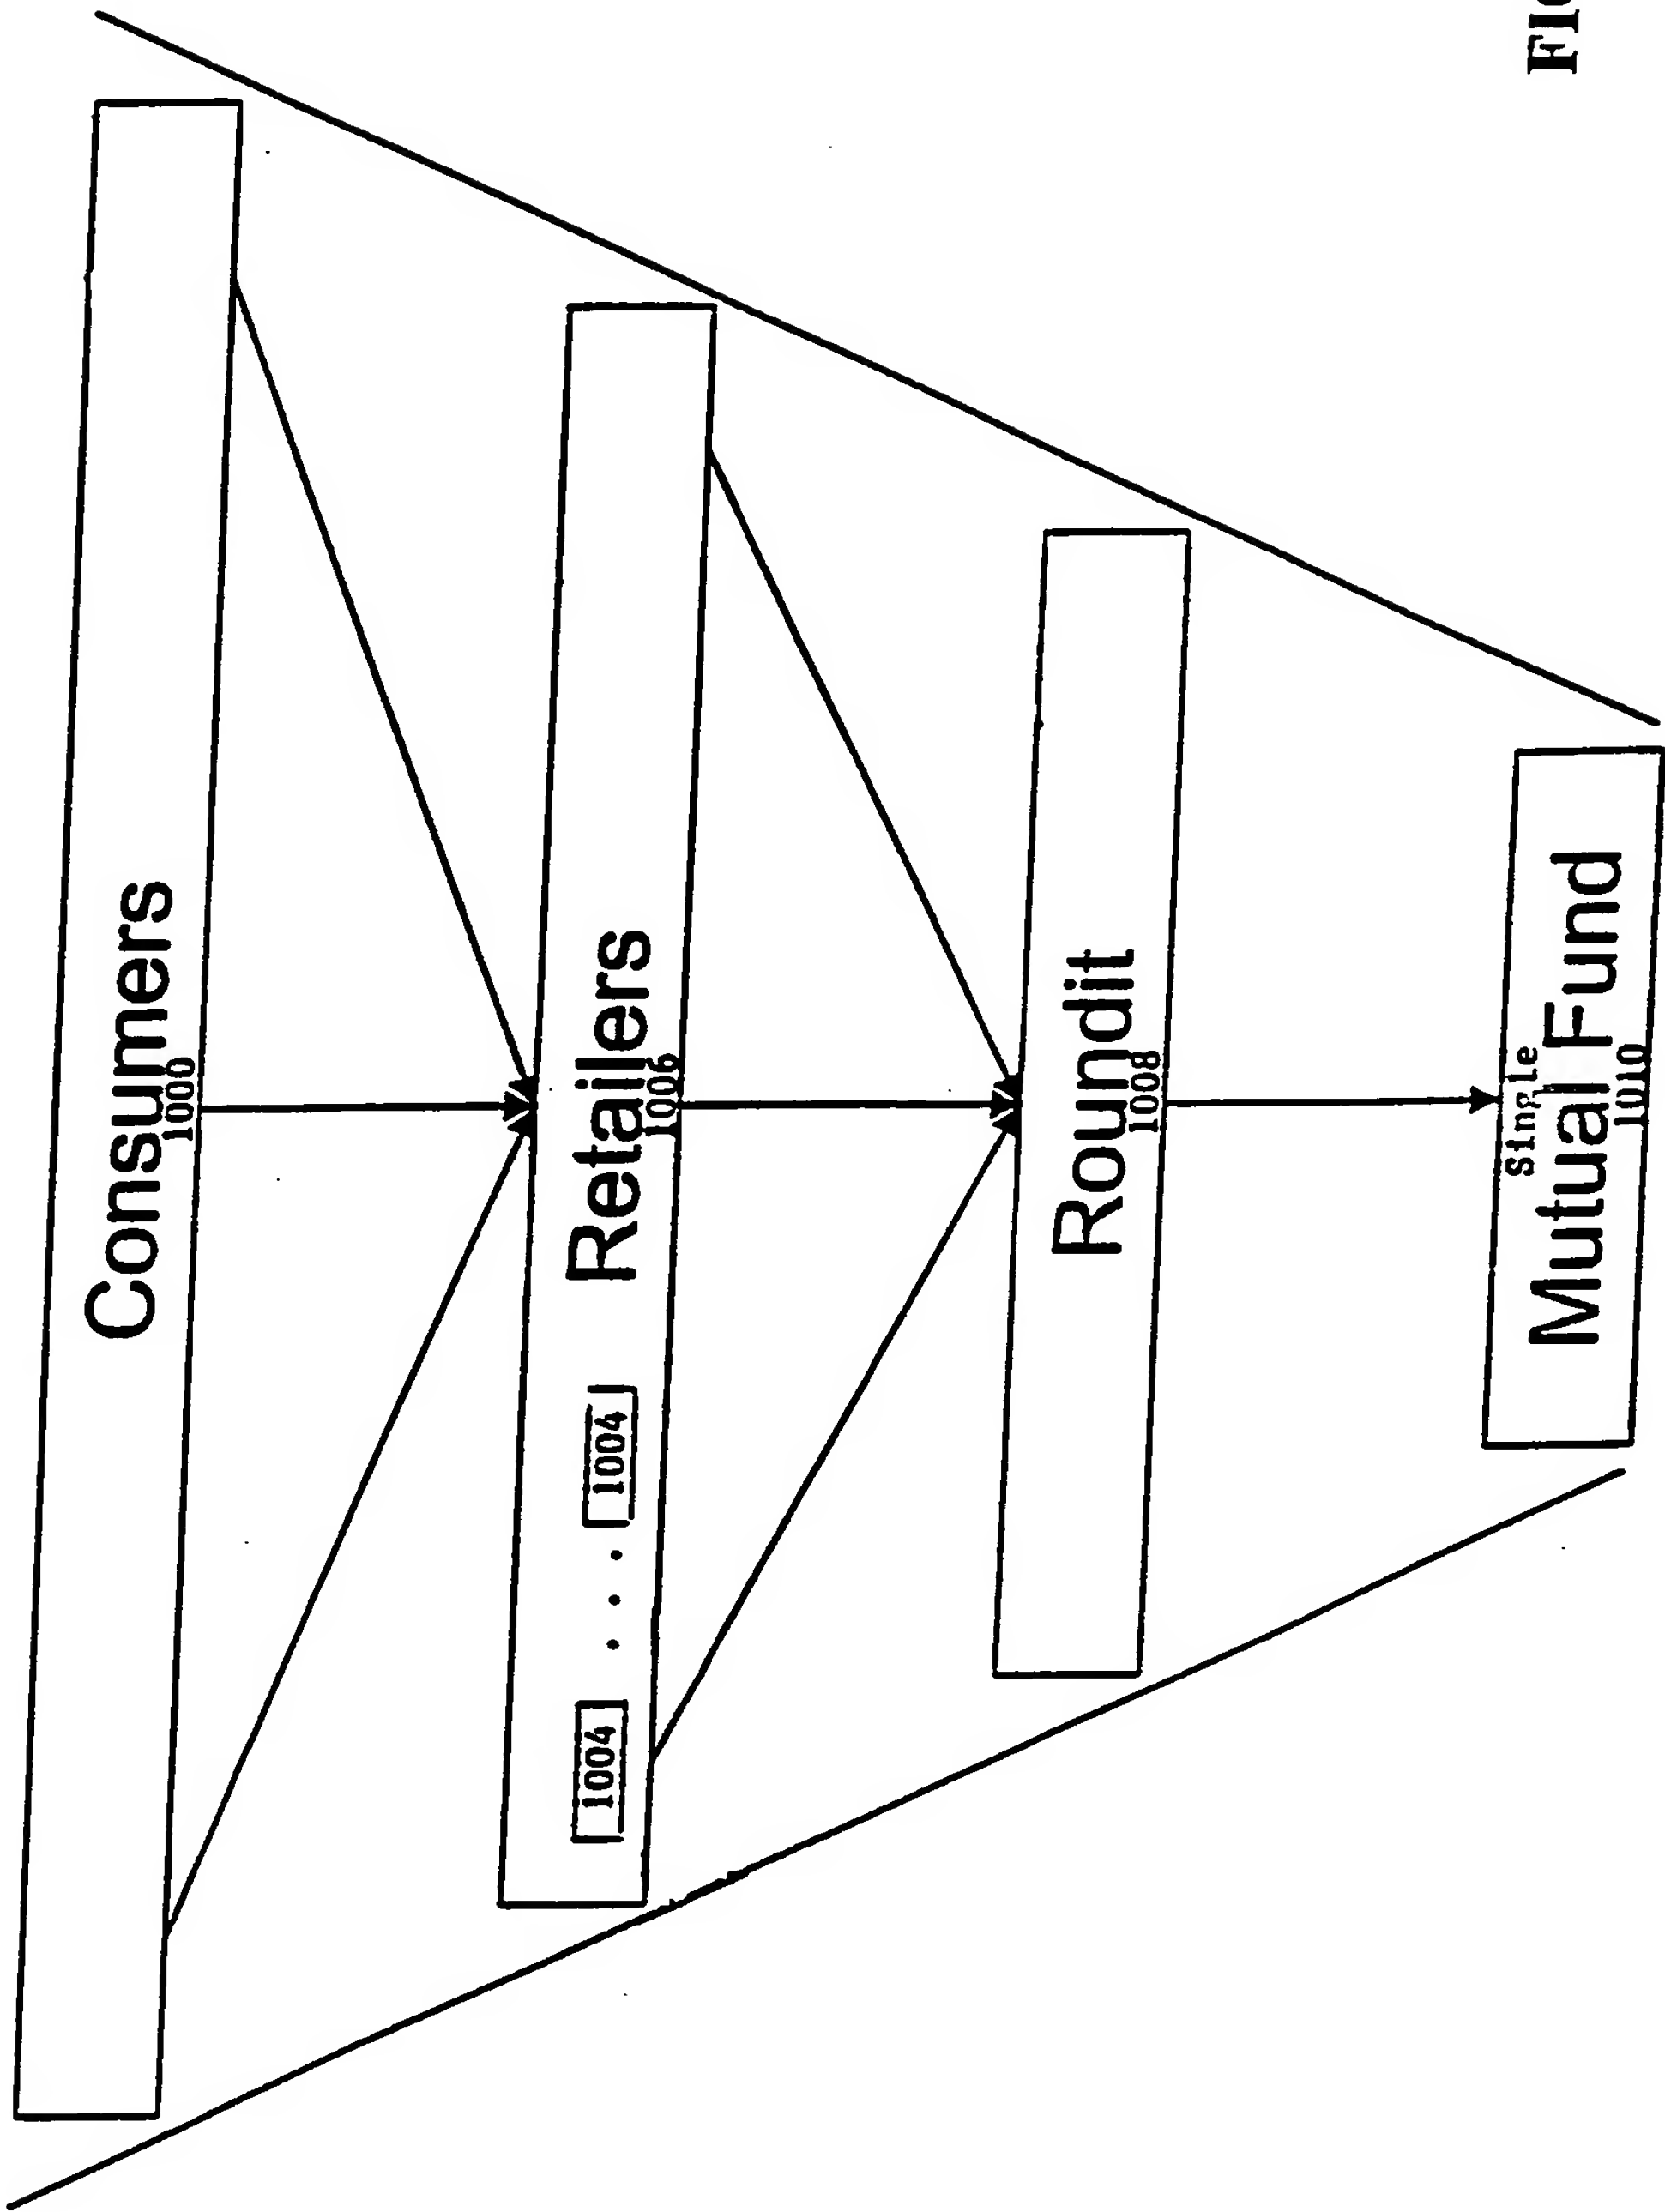 Consumers
1000
1004 . . . 1004 Retailers
1006
Roundit
1008
Single
Mutual Fund
1010